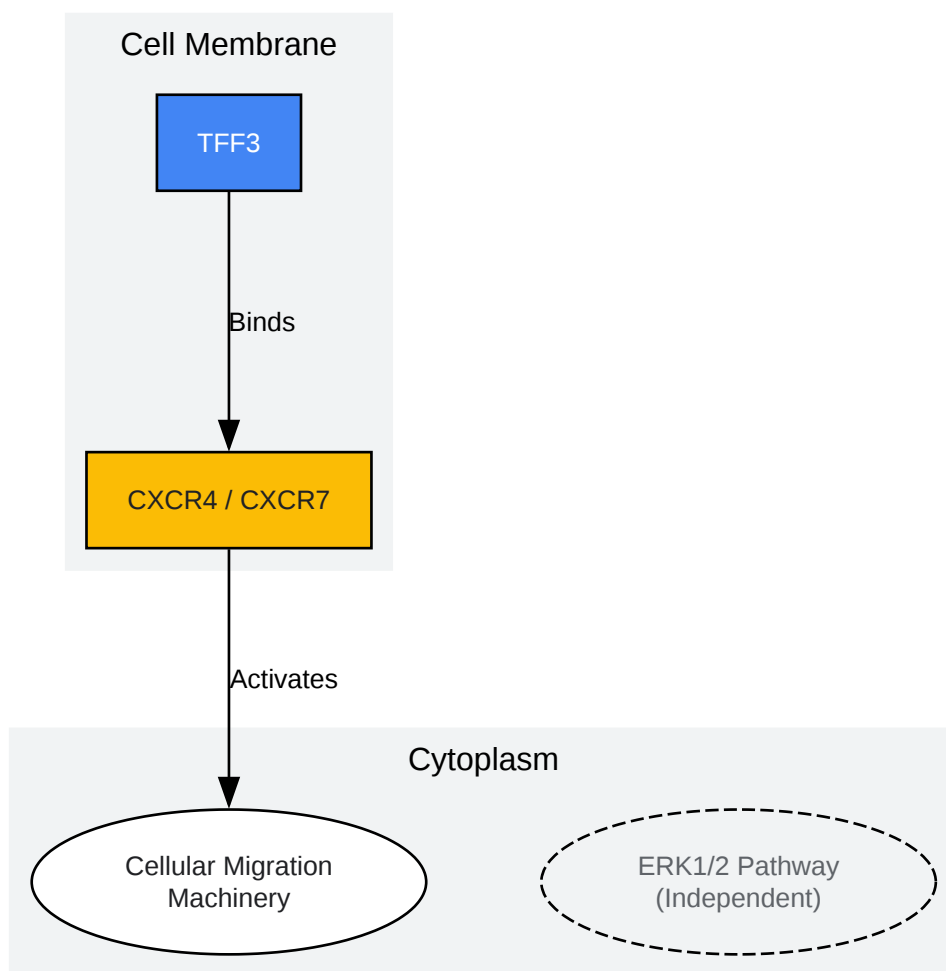 Cell Membrane
TFF3
Binds
CXCR4 / CXCR7
Activates
Cytoplasm
Cellular Migration
Machinery
ERK1/2 Pathway
(Independent)